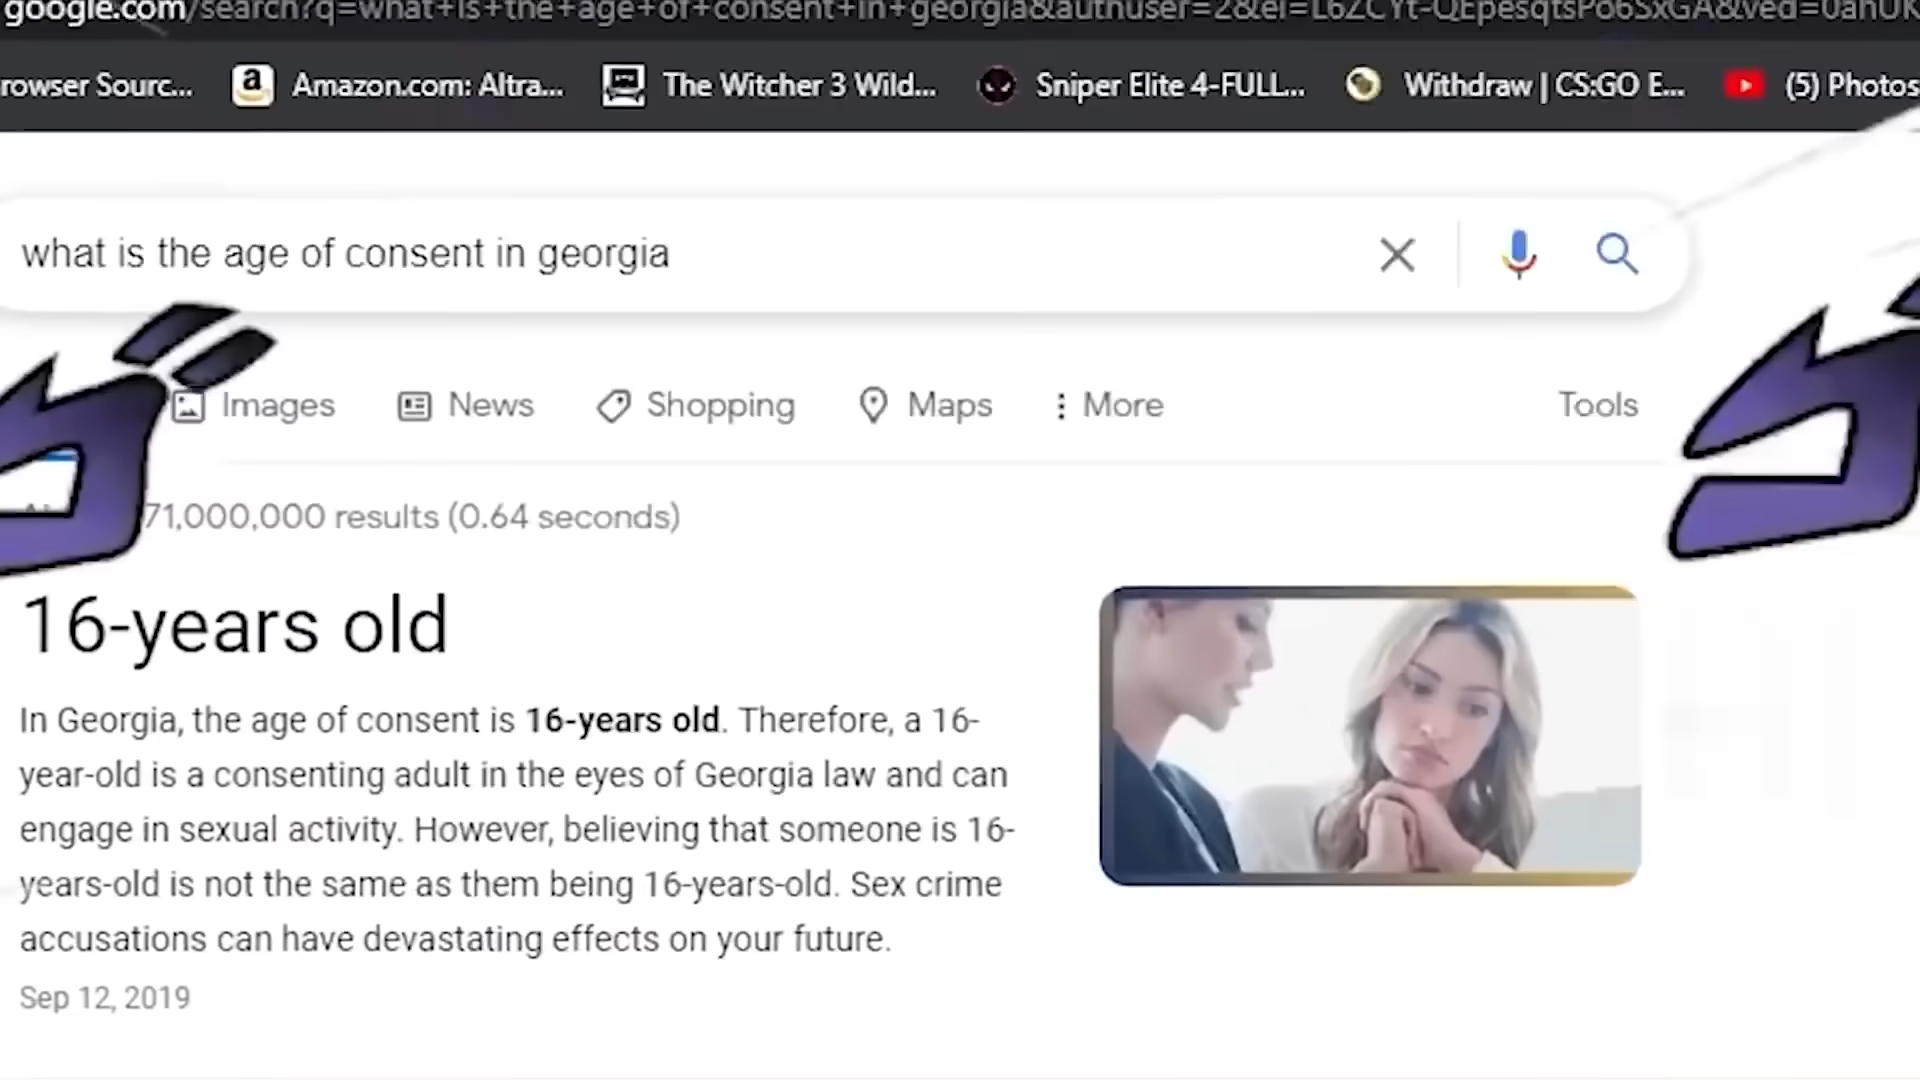 google.com/search?q=what+is+the+age+of+consent+in+georgia&authuser=2&ei=
rowser Sourc... Amazon.com: Altra... The Witcher 3 Wild... Sniper Elite 4-FULL... Withdraw | CS:GO E... (5) Photos
what is the age of consent in georgia
Images News Shopping Maps More Tools
71,000,000 results (0.64 seconds)
16-years old
In Georgia, the age of consent is 16-years old. Therefore, a 16-
year-old is a consenting adult in the eyes of Georgia law and can
engage in sexual activity. However, believing that someone is 16-
years-old is not the same as them being 16-years-old. Sex crime
accusations can have devastating effects on your future.
Sep 12, 2019